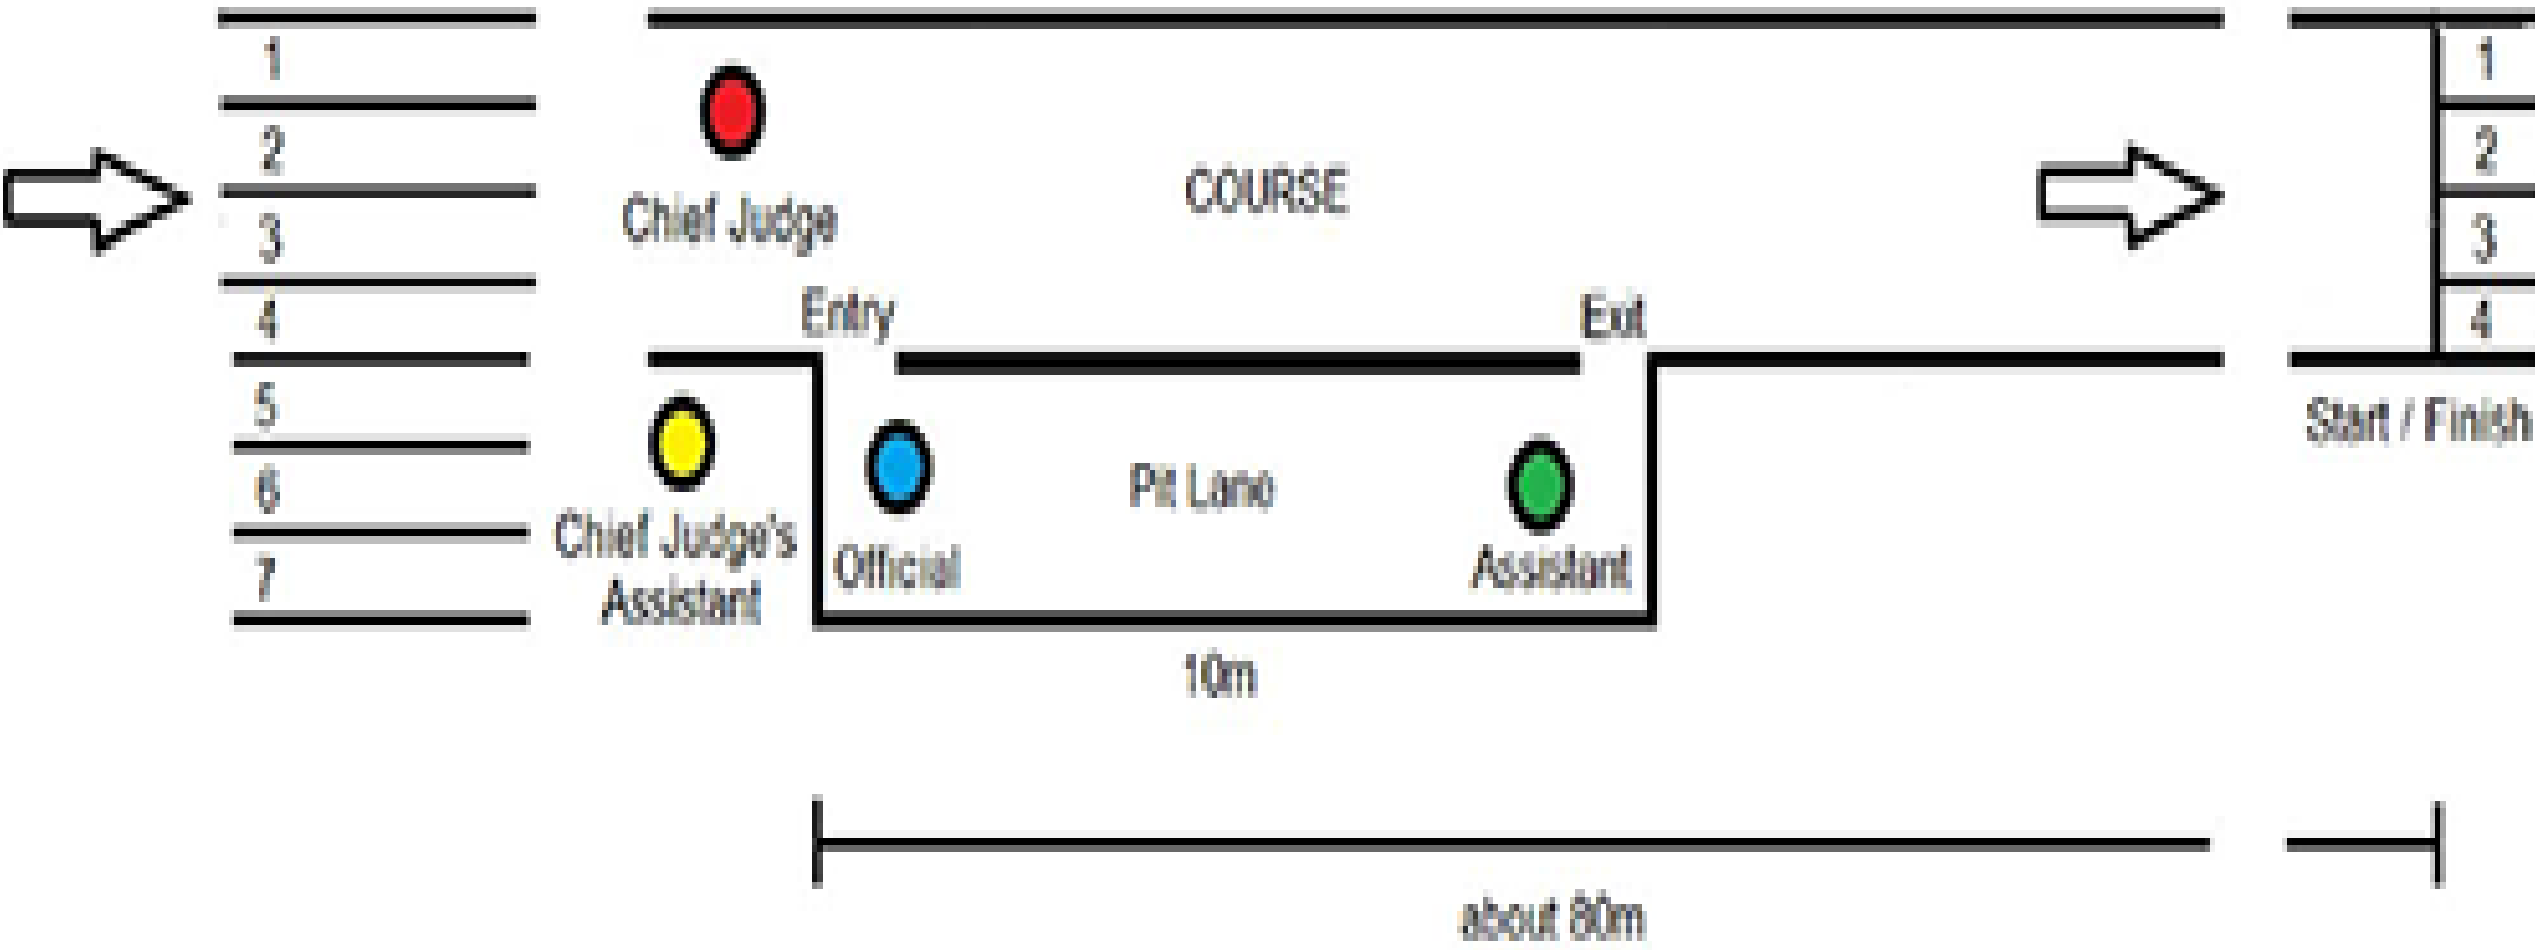 1
2
3
4
5
6
7
Chief Judge
COURSE
Entry
Exit
1
2
3
4
Start / Finish
Chief Judge's
Assistant
Official
Pit Lane
Assistant
10m
about 80m